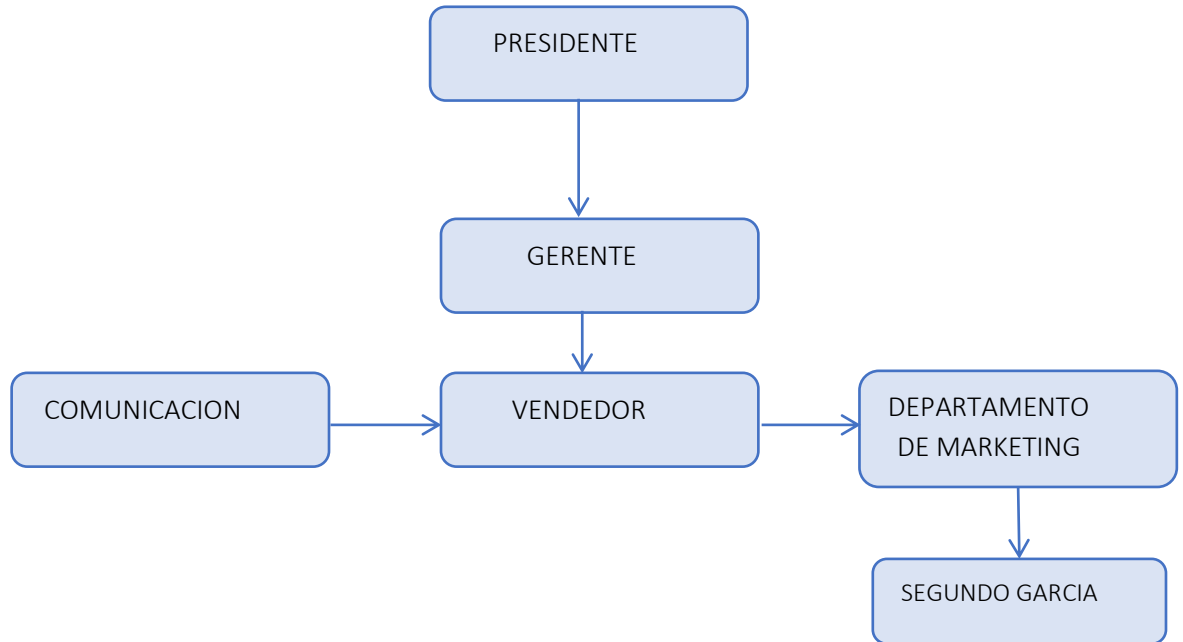 PRESIDENTE
GERENTE
COMUNICACION
VENDEDOR
DEPARTAMENTO
DE MARKETING
SEGUNDO GARCIA